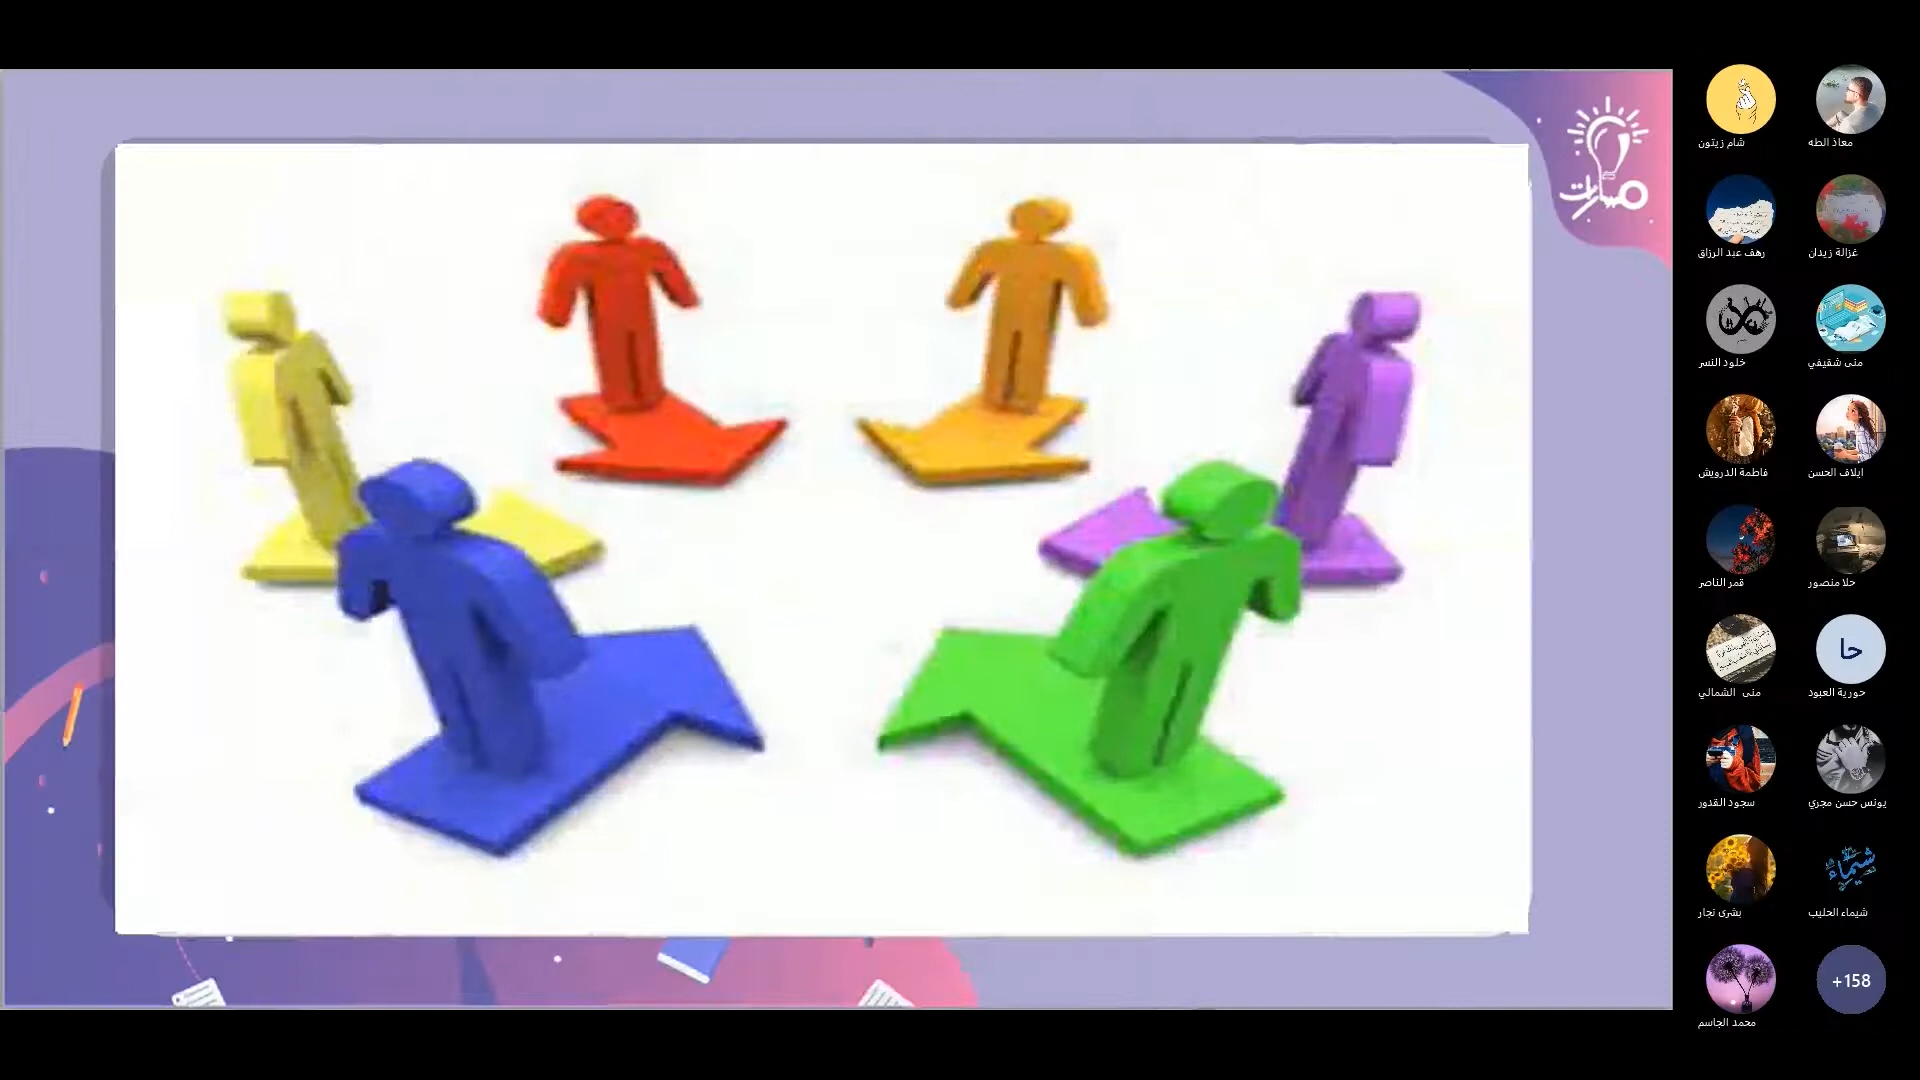 مسارات
شام زيتون
معاذ الطه
رهف عبد الرزاق
غزالة زيدان
خلود النسر
منى شقيفي
فاطمة الدرويش
ايلاف الحسن
قمر الناصر
حلا منصور
منى الشمالي
حا
حورية العبود
سجود القدور
يونس حسن مجري
بشرى نجار
شيماء
شيماء الحليب
محمد الجاسم
+158